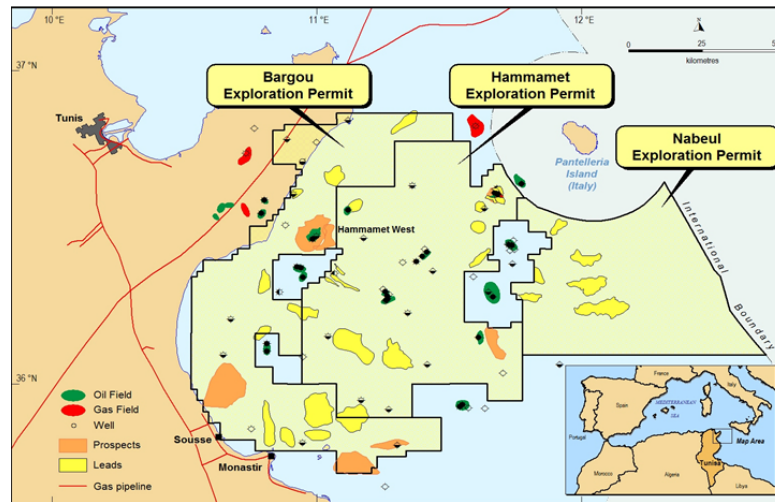 10°E
11°E
12°E
37°N
36°N
N
0
25
kilometres
Bargou
Exploration Permit
Hammamet
Exploration Permit
Nabeul
Exploration Permit
Tunis
Pantelleria
Island
(Italy)
International
Boundary
Hammamet West
Oil Field
Gas Field
Well
Prospects
Leads
Gas pipeline
Sousse
Monastir
France
Italy
Spain
Portugal
MEDITERRANEAN
SEA
Map Area
Morocco
Algeria
Tunisia
Libya